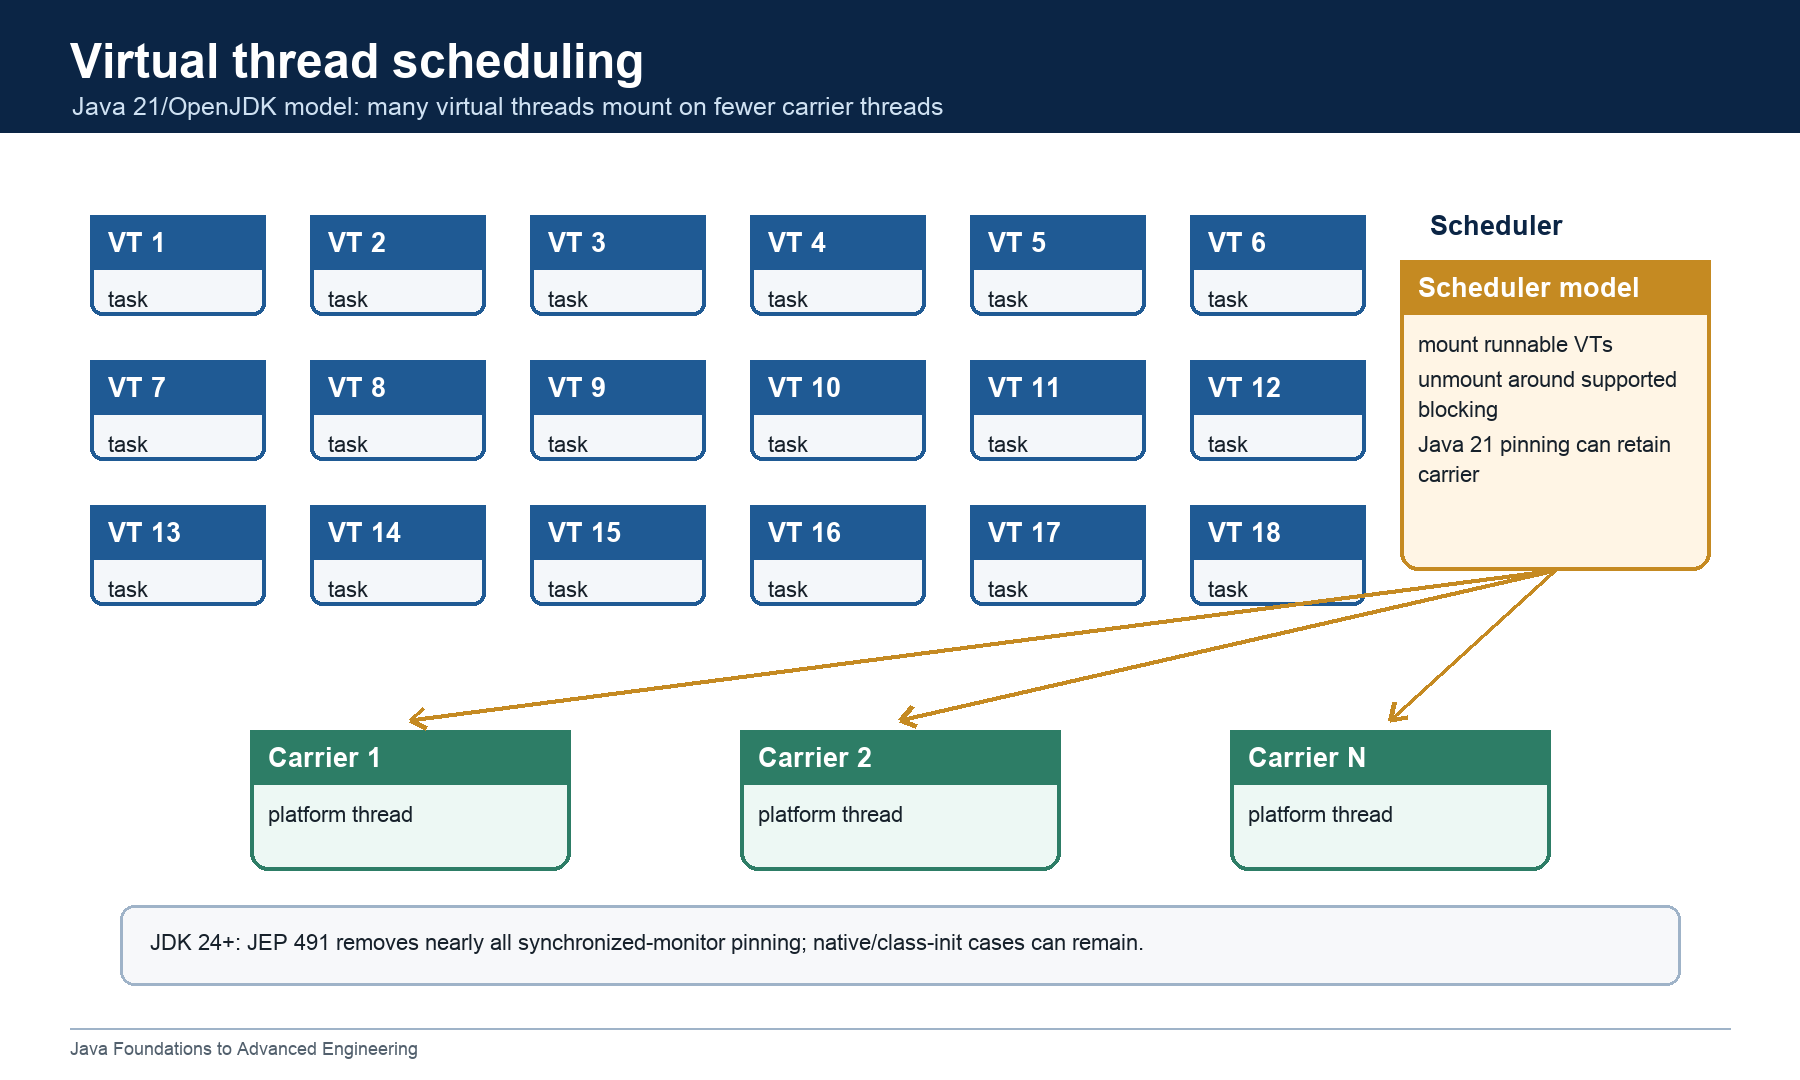 Virtual thread scheduling
Java 21/OpenJDK model: many virtual threads mount on fewer carrier threads
VT 1
task
VT 2
task
VT 3
task
VT 4
task
VT 5
task
VT 6
task
VT 7
task
VT 8
task
VT 9
task
VT 10
task
VT 11
task
VT 12
task
VT 13
task
VT 14
task
VT 15
task
VT 16
task
VT 17
task
VT 18
task
Scheduler
Scheduler model
mount runnable VTs
unmount around supported
blocking
Java 21 pinning can retain
carrier
Carrier 1
platform thread
Carrier 2
platform thread
Carrier N
platform thread
JDK 24+: JEP 491 removes nearly all synchronized-monitor pinning; native/class-init cases can remain.
Java Foundations to Advanced Engineering